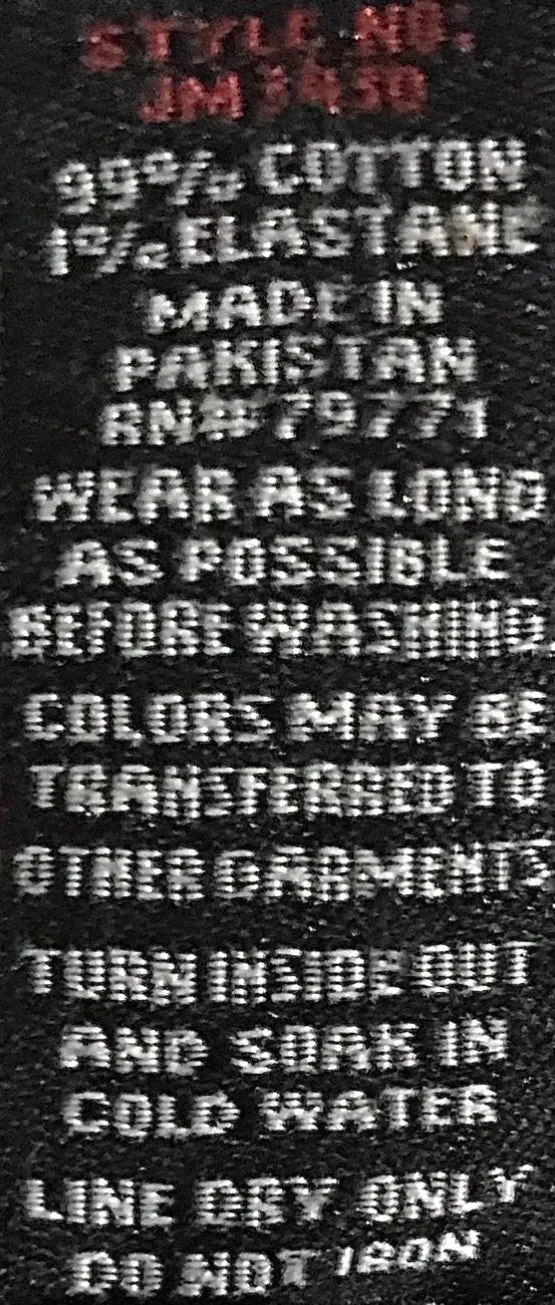 STYLE NO:
JM3430
99% COTTON
1% ELASTANE
MADE IN
PAKISTAN
RN# 79771
WEAR AS LONG
AS POSSIBLE
BEFORE WASHING
COLORS MAY BE
TRANSFERRED TO
OTHER GARMENTS
TURN INSIDE OUT
AND SOAK IN
COLD WATER
LINE DRY ONLY
DO NOT IRON